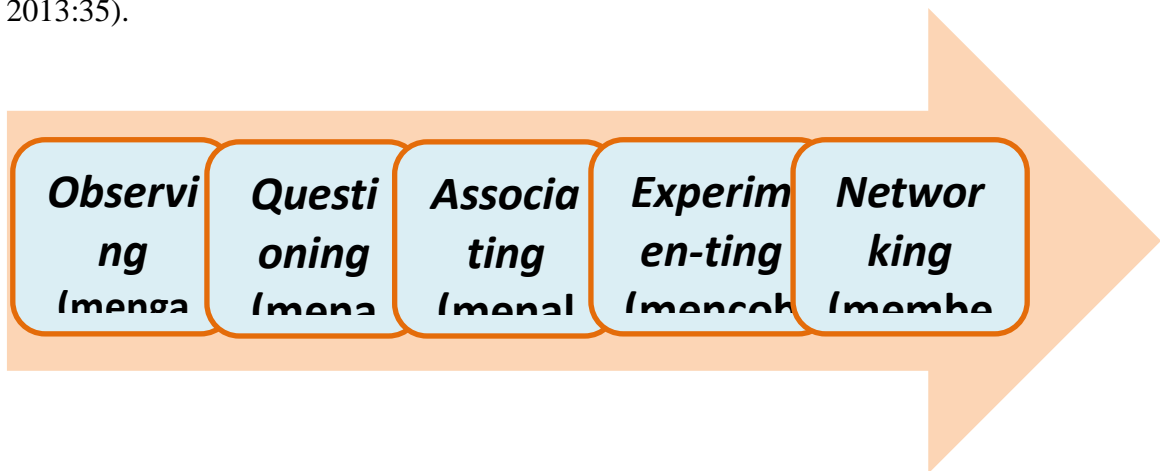 2013:35).
Observi
ng
(menga
Questi
oning
(mena
Associa
ting
(menal
Experim
en-ting
(mencob
Networ
king
(membe